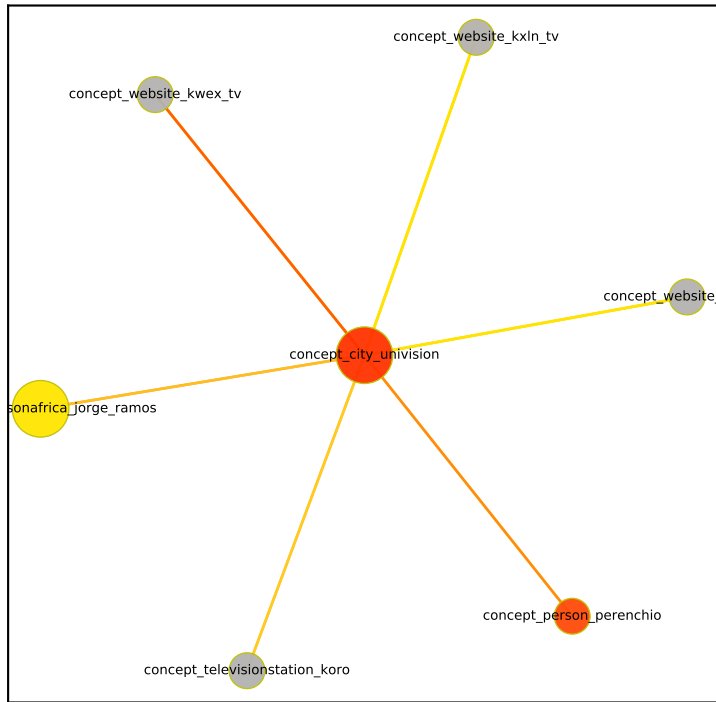 concept_website_kxln_tv
concept_website_kwex_tv
concept_website_
concept_city_univision
sonafrica_jorge_ramos
concept_person_perenchio
concept_televisionstation_koro